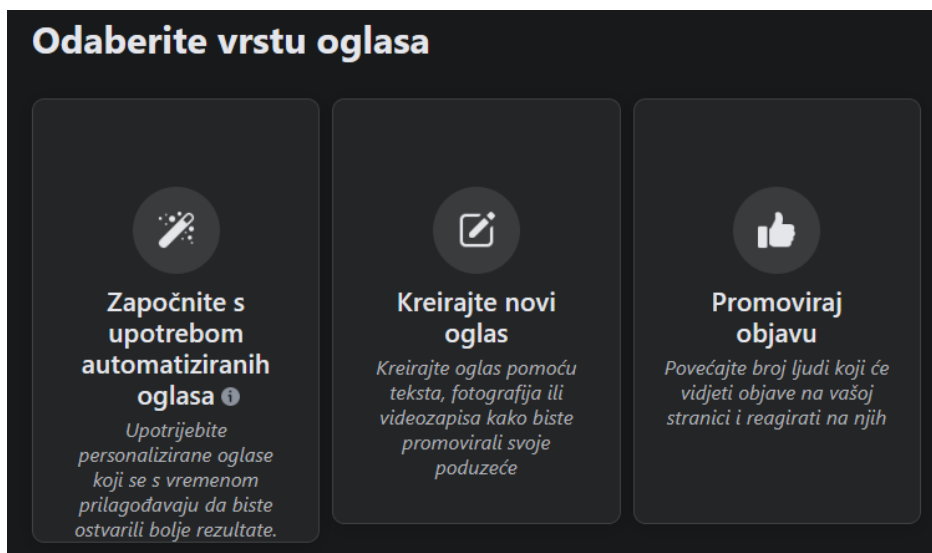 Odaberite vrstu oglasa
Započnite s
upotrebom
automatiziranih
oglasa
Upotrijebite
personalizirane oglase
koji se s vremenom
prilagođavaju da biste
ostvarili bolje rezultate.
Kreirajte novi
oglas
Kreirajte oglas pomoću
teksta, fotografija ili
videozapisa kako biste
promovirali svoje
poduzeće
Promoviraj
objavu
Povećajte broj ljudi koji će
vidjeti objave na vašoj
stranici i reagirati na njih